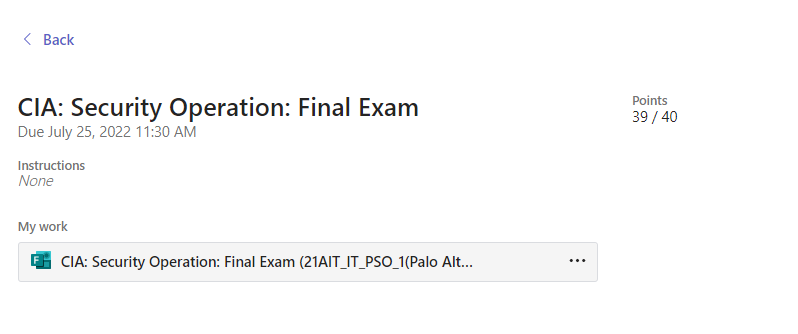 Back
CIA: Security Operation: Final Exam
Points
Due July 25, 2022 11:30 AM
39 / 40
Instructions
None
My work
CIA: Security Operation: Final Exam (21AIT_IT_PSO_1(Palo Alt...